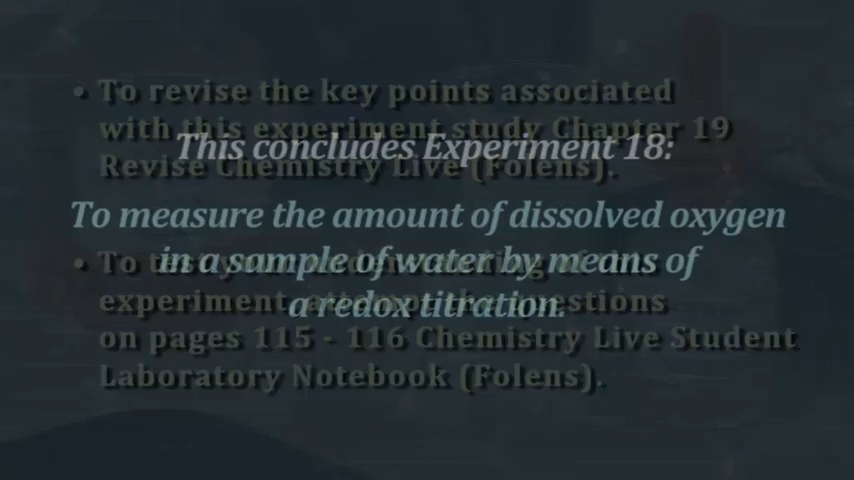 • To revise the key points associated
with this experiment study Chapter 19
Revise Chemistry Live (Folens).
This concludes Experiment 18:
To measure the amount of dissolved oxygen
in a sample of water by means of
a redox titration.
• To
experiment, questions
on pages 115 - 116 Chemistry Live Student
Laboratory Notebook (Folens).